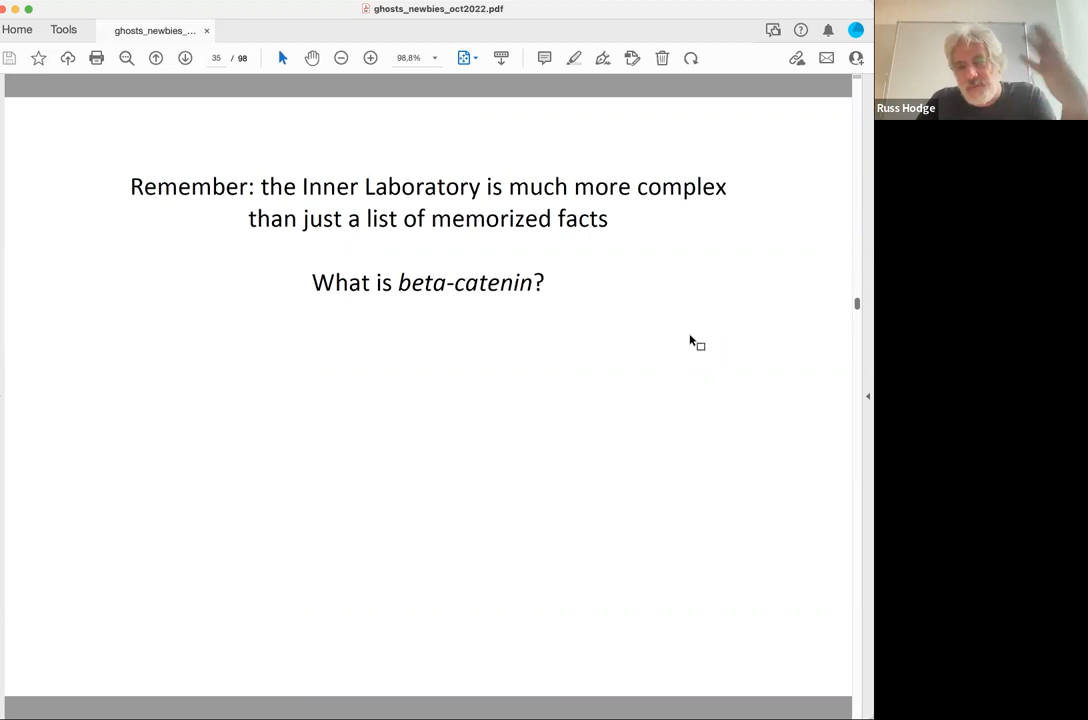 ghosts_newbies_oct2022.pdf
Home Tools ghosts_newbies_... ×
35 / 98 98,8%
Russ Hodge
Remember: the Inner Laboratory is much more complex
than just a list of memorized facts
What is beta-catenin?